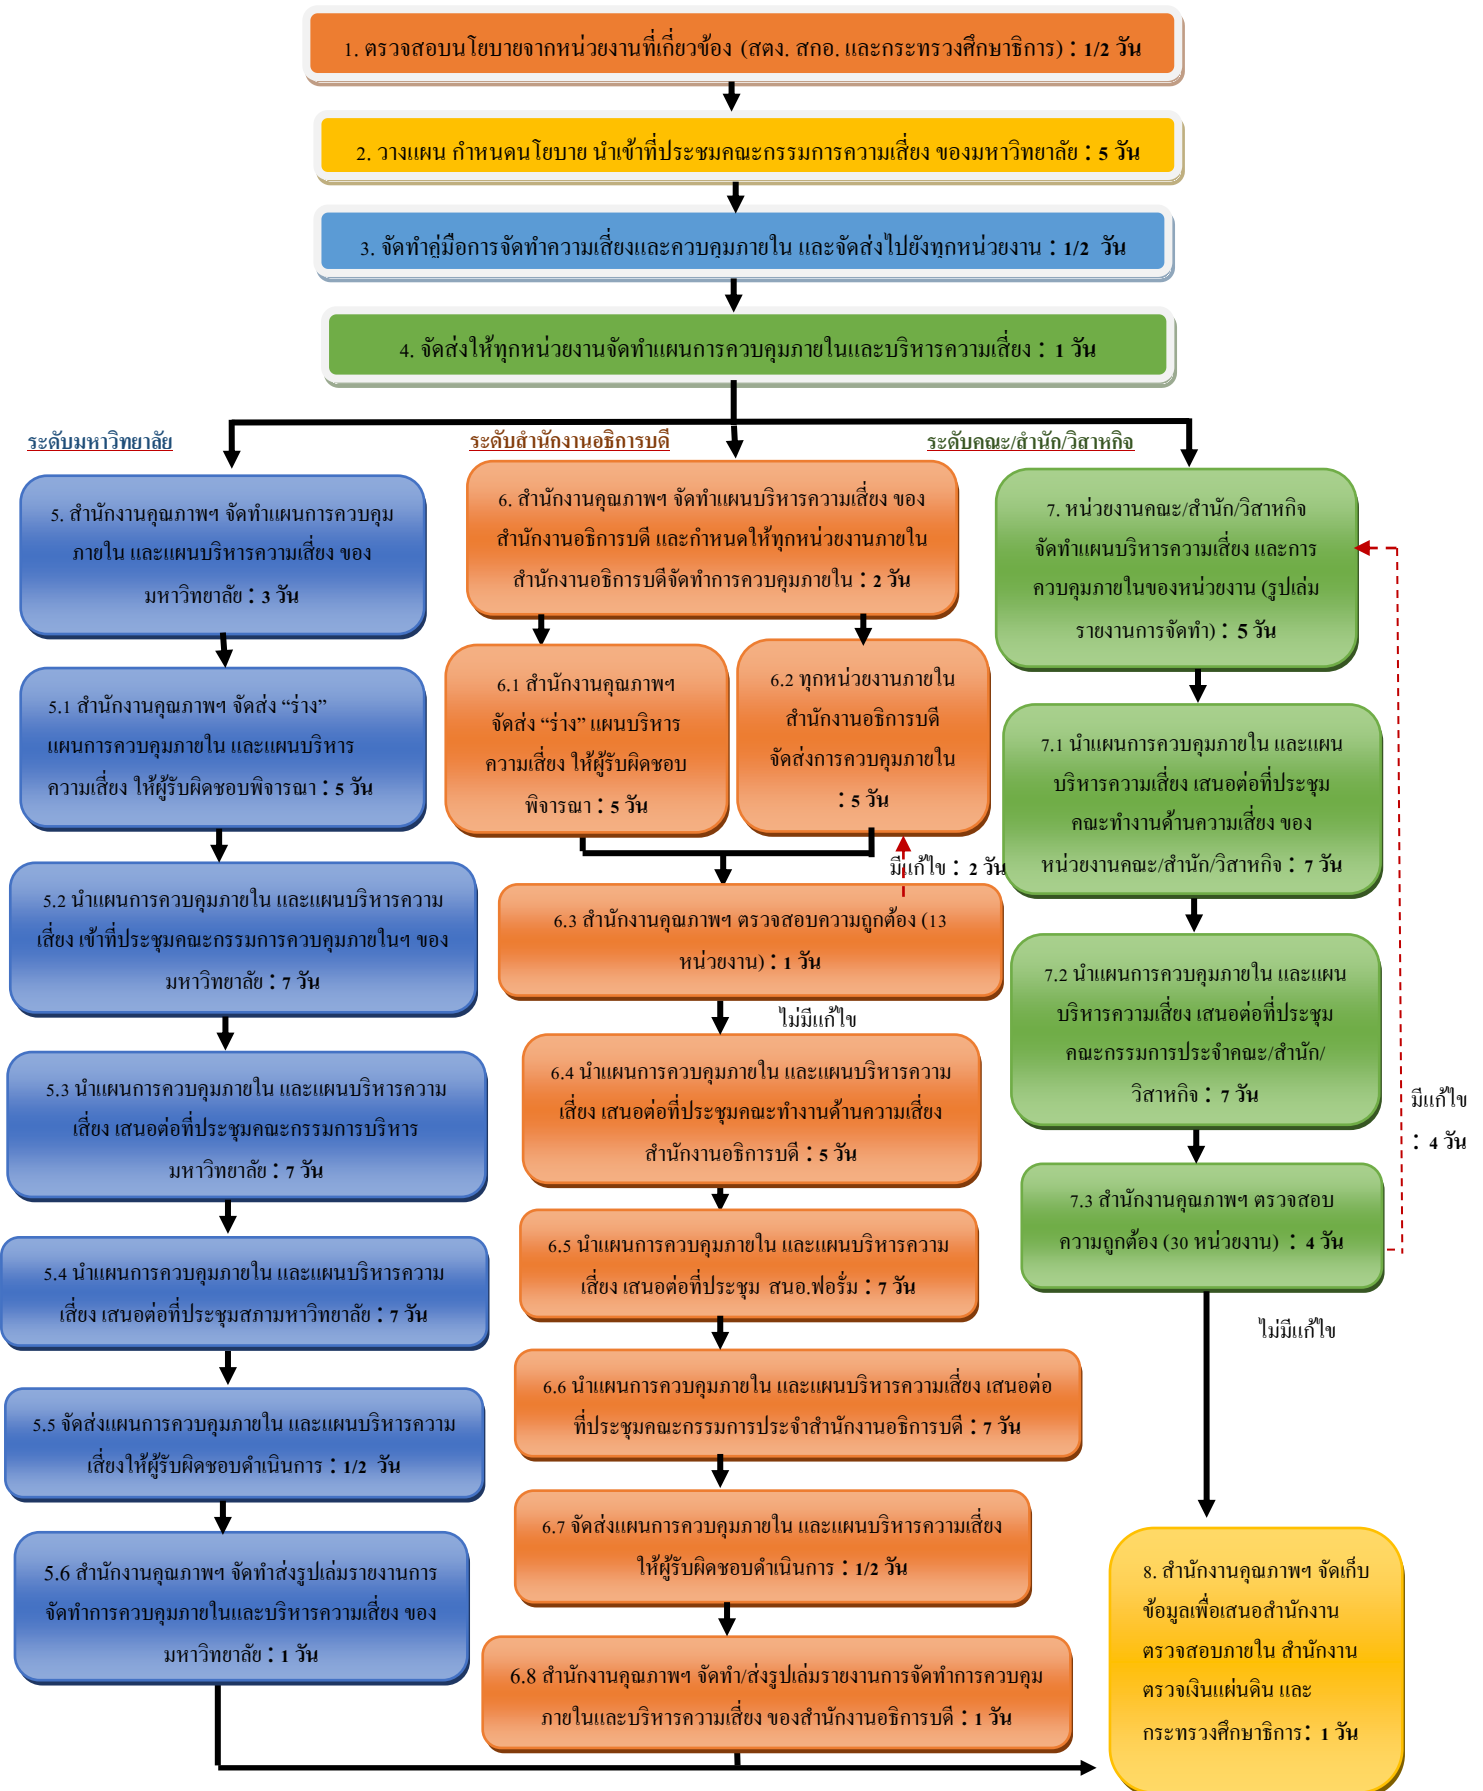 1. ตรวจสอบนโยบายจากหน่วยงานที่เกี่ยวข้อง (สตง. สกอ. และกระทรวงศึกษาธิการ) : 1/2 วัน
2. วางแผน กำหนดนโยบาย นำเข้าที่ประชุมคณะกรรมการความเสี่ยง ของมหาวิทยาลัย : 5 วัน
3. จัดทำคู่มือการจัดทำความเสี่ยงและควบคุมภายใน และจัดส่งไปยังทุกหน่วยงาน : 1/2 วัน
4. จัดส่งให้ทุกหน่วยงานจัดทำแผนการควบคุมภายในและบริหารความเสี่ยง : 1 วัน
ระดับมหาวิทยาลัย
5. สำนักงานคุณภาพฯ จัดทำแผนการควบคุม
ภายใน และแผนบริหารความเสี่ยง ของ
มหาวิทยาลัย : 3 วัน
5.1 สำนักงานคุณภาพฯ จัดส่ง “ร่าง”
แผนการควบคุมภายใน และแผนบริหาร
ความเสี่ยง ให้ผู้รับผิดชอบพิจารณา : 5 วัน
5.2 นำแผนการควบคุมภายใน และแผนบริหารความ
เสี่ยง เข้าที่ประชุมคณะกรรมการควบคุมภายในฯ ของ
มหาวิทยาลัย : 7 วัน
5.3 นำแผนการควบคุมภายใน และแผนบริหารความ
เสี่ยง เสนอต่อที่ประชุมคณะกรรมการบริหาร
มหาวิทยาลัย : 7 วัน
5.4 นำแผนการควบคุมภายใน และแผนบริหารความ
เสี่ยง เสนอต่อที่ประชุมสภามหาวิทยาลัย : 7 วัน
5.5 จัดส่งแผนการควบคุมภายใน และแผนบริหารความ
เสี่ยงให้ผู้รับผิดชอบดำเนินการ : 1/2 วัน
5.6 สำนักงานคุณภาพฯ จัดทำส่งรูปเล่มรายงานการ
จัดทำการควบคุมภายในและบริหารความเสี่ยง ของ
มหาวิทยาลัย : 1 วัน
ระดับสำนักงานอธิการบดี
6. สำนักงานคุณภาพฯ จัดทำแผนบริหารความเสี่ยง ของ
สำนักงานอธิการบดี และกำหนดให้ทุกหน่วยงานภายใน
สำนักงานอธิการบดีจัดทำการควบคุมภายใน : 2 วัน
6.1 สำนักงานคุณภาพฯ
จัดส่ง “ร่าง” แผนบริหาร
ความเสี่ยง ให้ผู้รับผิดชอบ
พิจารณา : 5 วัน
6.2 ทุกหน่วยงานภายใน
สำนักงานอธิการบดี
จัดส่งการควบคุมภายใน
: 5 วัน
มีแก้ไข : 2 วัน
6.3 สำนักงานคุณภาพฯ ตรวจสอบความถูกต้อง (13
หน่วยงาน) : 1 วัน
ไม่มีแก้ไข
6.4 นำแผนการควบคุมภายใน และแผนบริหารความ
เสี่ยง เสนอต่อที่ประชุมคณะทำงานด้านความเสี่ยง
สำนักงานอธิการบดี : 5 วัน
6.5 นำแผนการควบคุมภายใน และแผนบริหารความ
เสี่ยง เสนอต่อที่ประชุม สนอ.ฟอรั่ม : 7 วัน
6.6 นำแผนการควบคุมภายใน และแผนบริหารความเสี่ยง เสนอต่อ
ที่ประชุมคณะกรรมการประจำสำนักงานอธิการบดี : 7 วัน
6.7 จัดส่งแผนการควบคุมภายใน และแผนบริหารความเสี่ยง
ให้ผู้รับผิดชอบดำเนินการ : 1/2 วัน
6.8 สำนักงานคุณภาพฯ จัดทำ/ส่งรูปเล่มรายงานการจัดทำการควบคุม
ภายในและบริหารความเสี่ยง ของสำนักงานอธิการบดี : 1 วัน
ระดับคณะ/สำนัก/วิสาหกิจ
7. หน่วยงานคณะ/สำนัก/วิสาหกิจ
จัดทำแผนบริหารความเสี่ยง และการ
ควบคุมภายในของหน่วยงาน (รูปเล่ม
รายงานการจัดทำ) : 5 วัน
7.1 นำแผนการควบคุมภายใน และแผน
บริหารความเสี่ยง เสนอต่อที่ประชุม
คณะทำงานด้านความเสี่ยง ของ
หน่วยงานคณะ/สำนัก/วิสาหกิจ : 7 วัน
7.2 นำแผนการควบคุมภายใน และแผน
บริหารความเสี่ยง เสนอต่อที่ประชุม
คณะกรรมการประจำคณะ/สำนัก/
วิสาหกิจ : 7 วัน
มีแก้ไข
: 4 วัน
7.3 สำนักงานคุณภาพฯ ตรวจสอบ
ความถูกต้อง (30 หน่วยงาน) : 4 วัน
ไม่มีแก้ไข
8. สำนักงานคุณภาพฯ จัดเก็บ
ข้อมูลเพื่อเสนอสำนักงาน
ตรวจสอบภายใน สำนักงาน
ตรวจเงินแผ่นดิน และ
กระทรวงศึกษาธิการ: 1 วัน